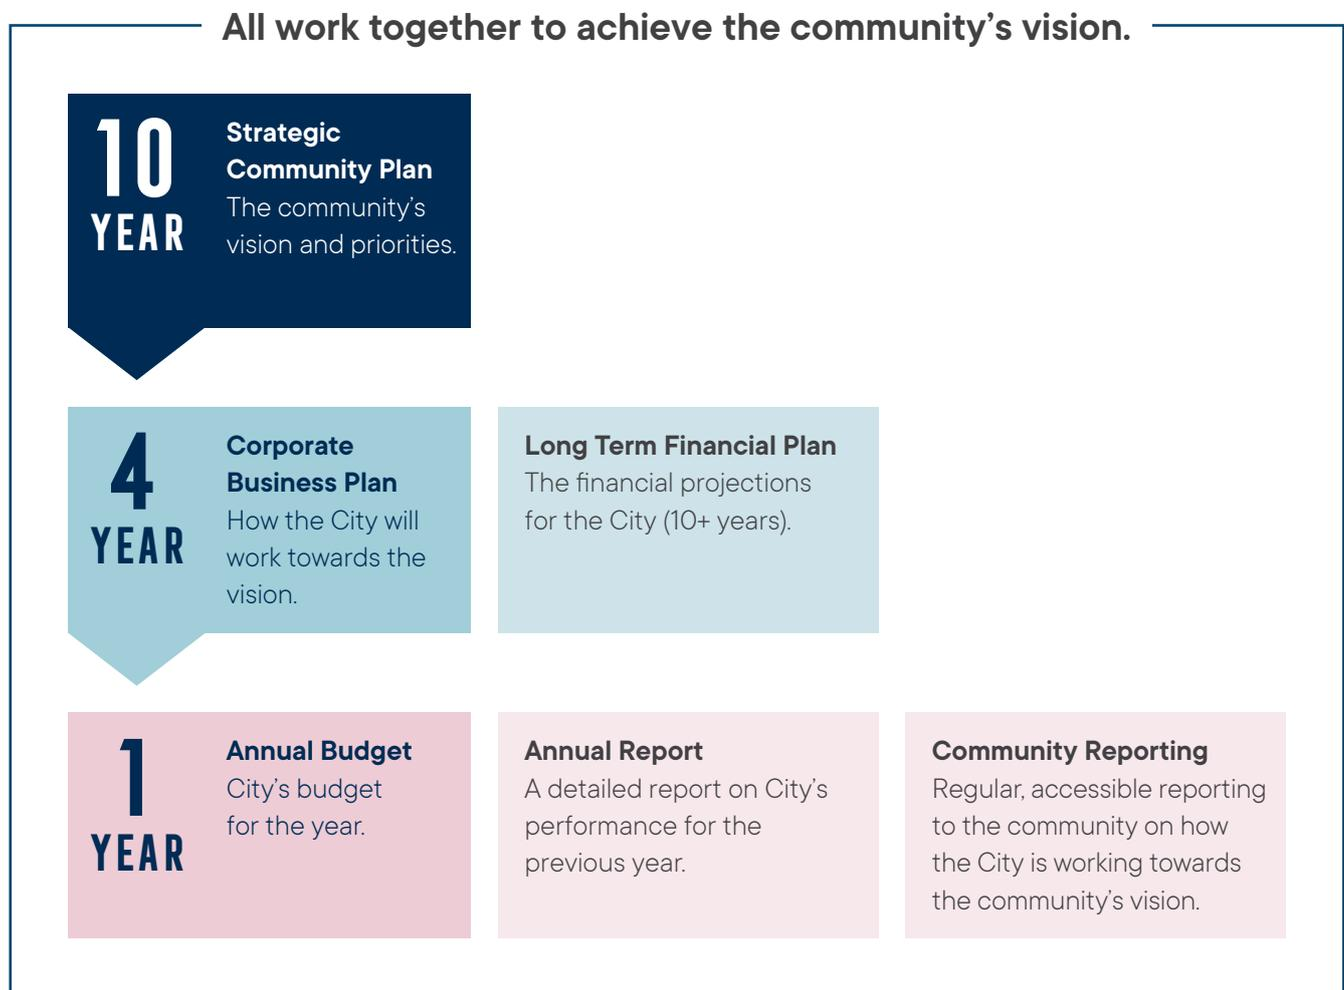 All work together to achieve the community’s vision.
10
YEAR
Strategic
Community Plan
The community’s
vision and priorities.
4
YEAR
Corporate
Business Plan
How the City will
work towards the
vision.
Long Term Financial Plan
The financial projections
for the City (10+ years).
1
YEAR
Annual Budget
City’s budget
for the year.
Annual Report
A detailed report on City’s
performance for the
previous year.
Community Reporting
Regular, accessible reporting
to the community on how
the City is working towards
the community’s vision.